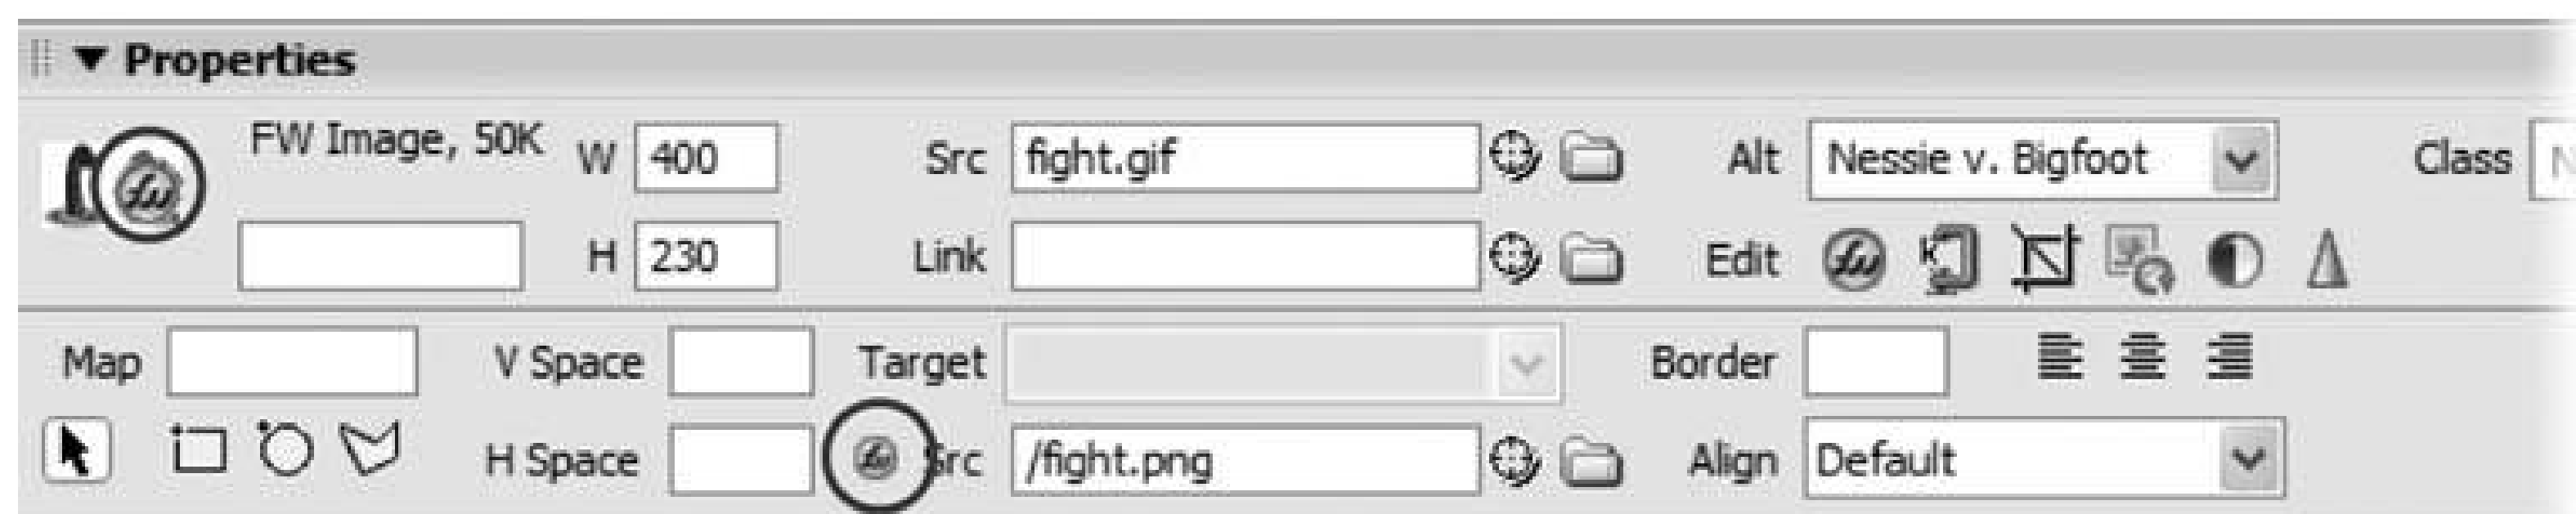 Properties
FW Image, 50K W 400 Src fight.gif Alt Nessie v. Bigfoot Class
H 230 Link Edit
Map V Space Target Border
H Space Src /fight.png Align Default